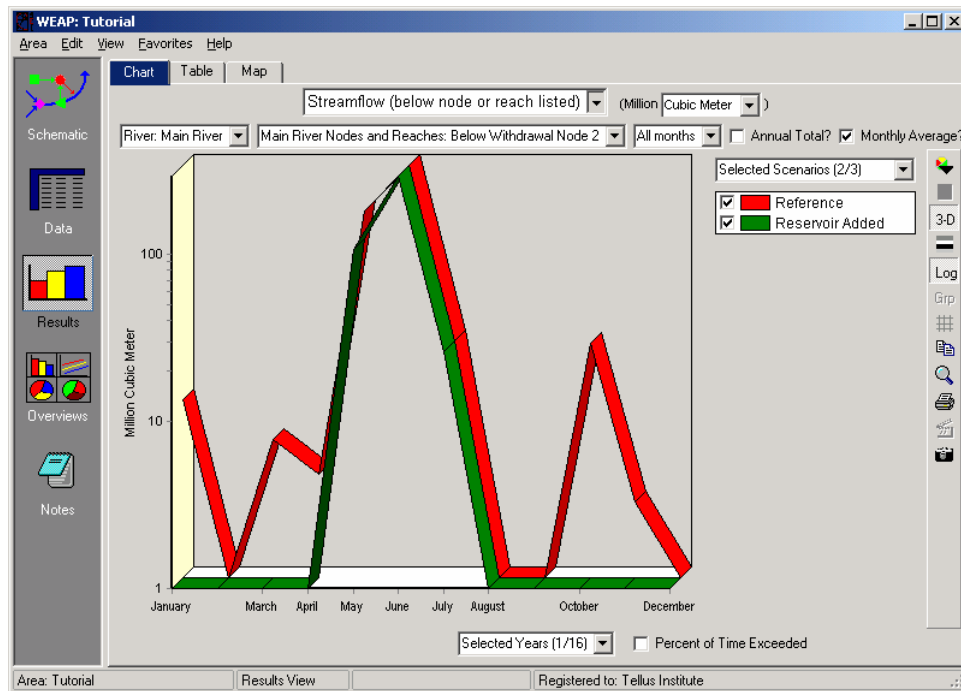 WEAP: Tutorial
Area Edit View Favorites Help
Chart Table Map
Streamflow (below node or reach listed) (Million Cubic Meter )
River: Main River Main River Nodes and Reaches: Below Withdrawal Node 2 All months Annual Total? Monthly Average?
Schematic
Data
Results
Overviews
Notes
Selected Scenarios (2/3)
Reference
Reservoir Added
3-D
Log
Grp
Million Cubic Meter
100
10
1
January March April May June July August October December
Selected Years (1/16) Percent of Time Exceeded
Area: Tutorial Results View Registered to: Tellus Institute